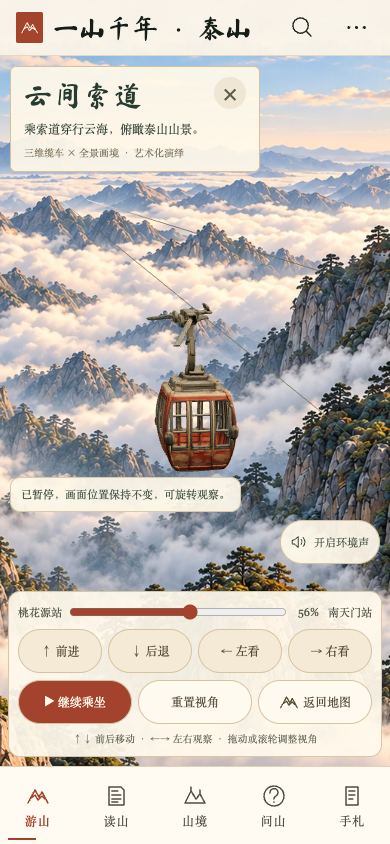 一山千年 · 泰山
云间索道
乘索道穿行云海，俯瞰泰山山景。
三维缆车 × 全景画境 · 艺术化演绎
已暂停，画面位置保持不变，可旋转观察。
开启环境声
桃花源站 56% 南天门站
↑ 前进 ↓ 后退 ← 左看 → 右看
▶ 继续乘坐 重置视角 返回地图
↑ ↓ 前后移动 · ←→ 左右观察 · 拖动或滚轮调整视角
游山 读山 山境 问山 手札